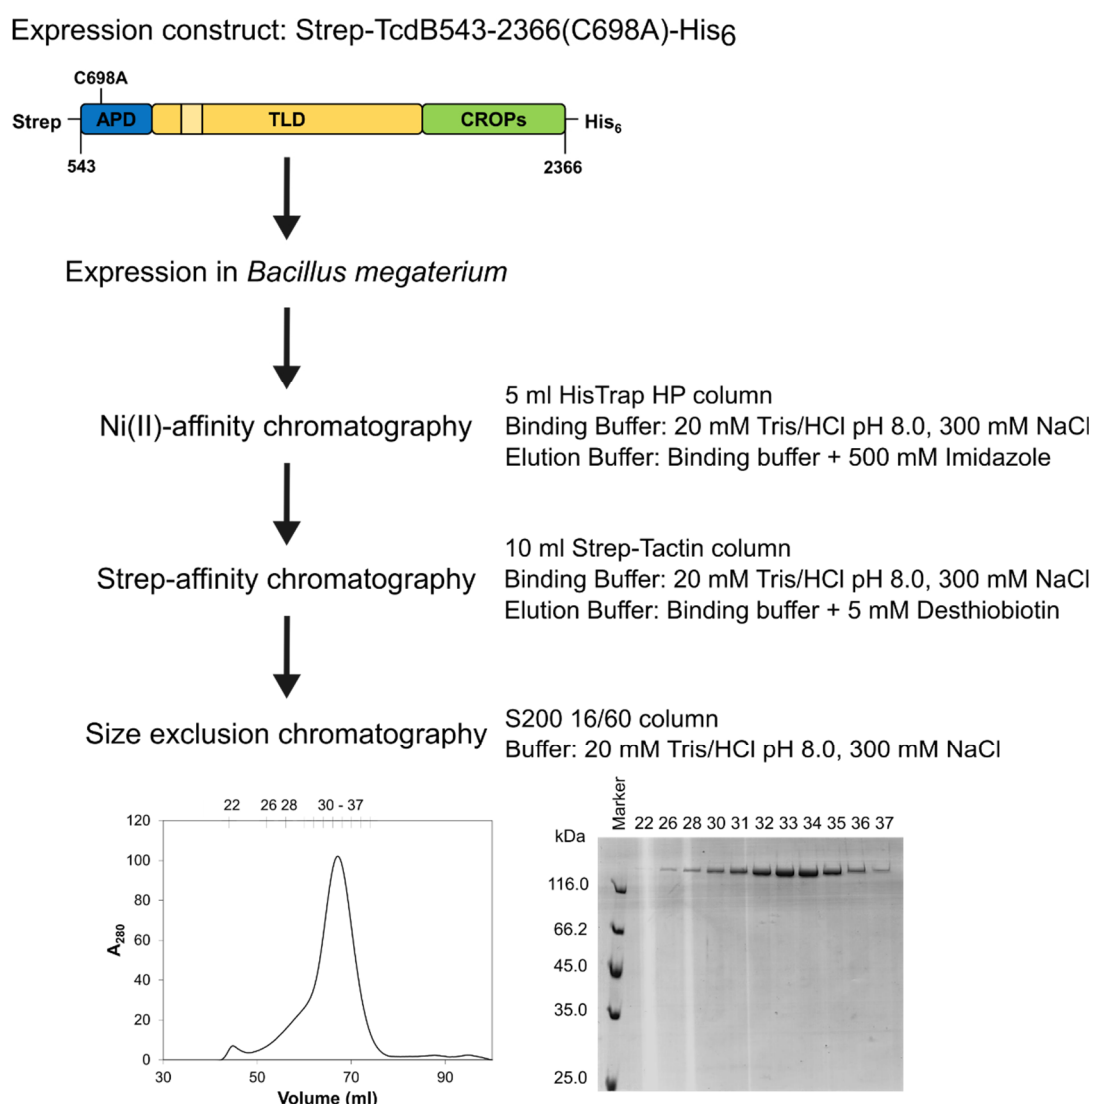 Expression construct: Strep-TcdB543-2366(C698A)-His6
C698A
Strep APD TLD CROPs His6
543 2366
Expression in Bacillus megaterium
Ni(II)-affinity chromatography
5 ml HisTrap HP column
Binding Buffer: 20 mM Tris/HCl pH 8.0, 300 mM NaCl
Elution Buffer: Binding buffer + 500 mM Imidazole
Strep-affinity chromatography
10 ml Strep-Tactin column
Binding Buffer: 20 mM Tris/HCl pH 8.0, 300 mM NaCl
Elution Buffer: Binding buffer + 5 mM Desthiobiotin
Size exclusion chromatography
S200 16/60 column
Buffer: 20 mM Tris/HCl pH 8.0, 300 mM NaCl
22 26 28 30 - 37
120
100
80
60
40
20
0
A280
30 50 70 90
Volume (ml)
Marker 22 26 28 30 31 32 33 34 35 36 37
kDa
116.0
66.2
45.0
35.0
25.0